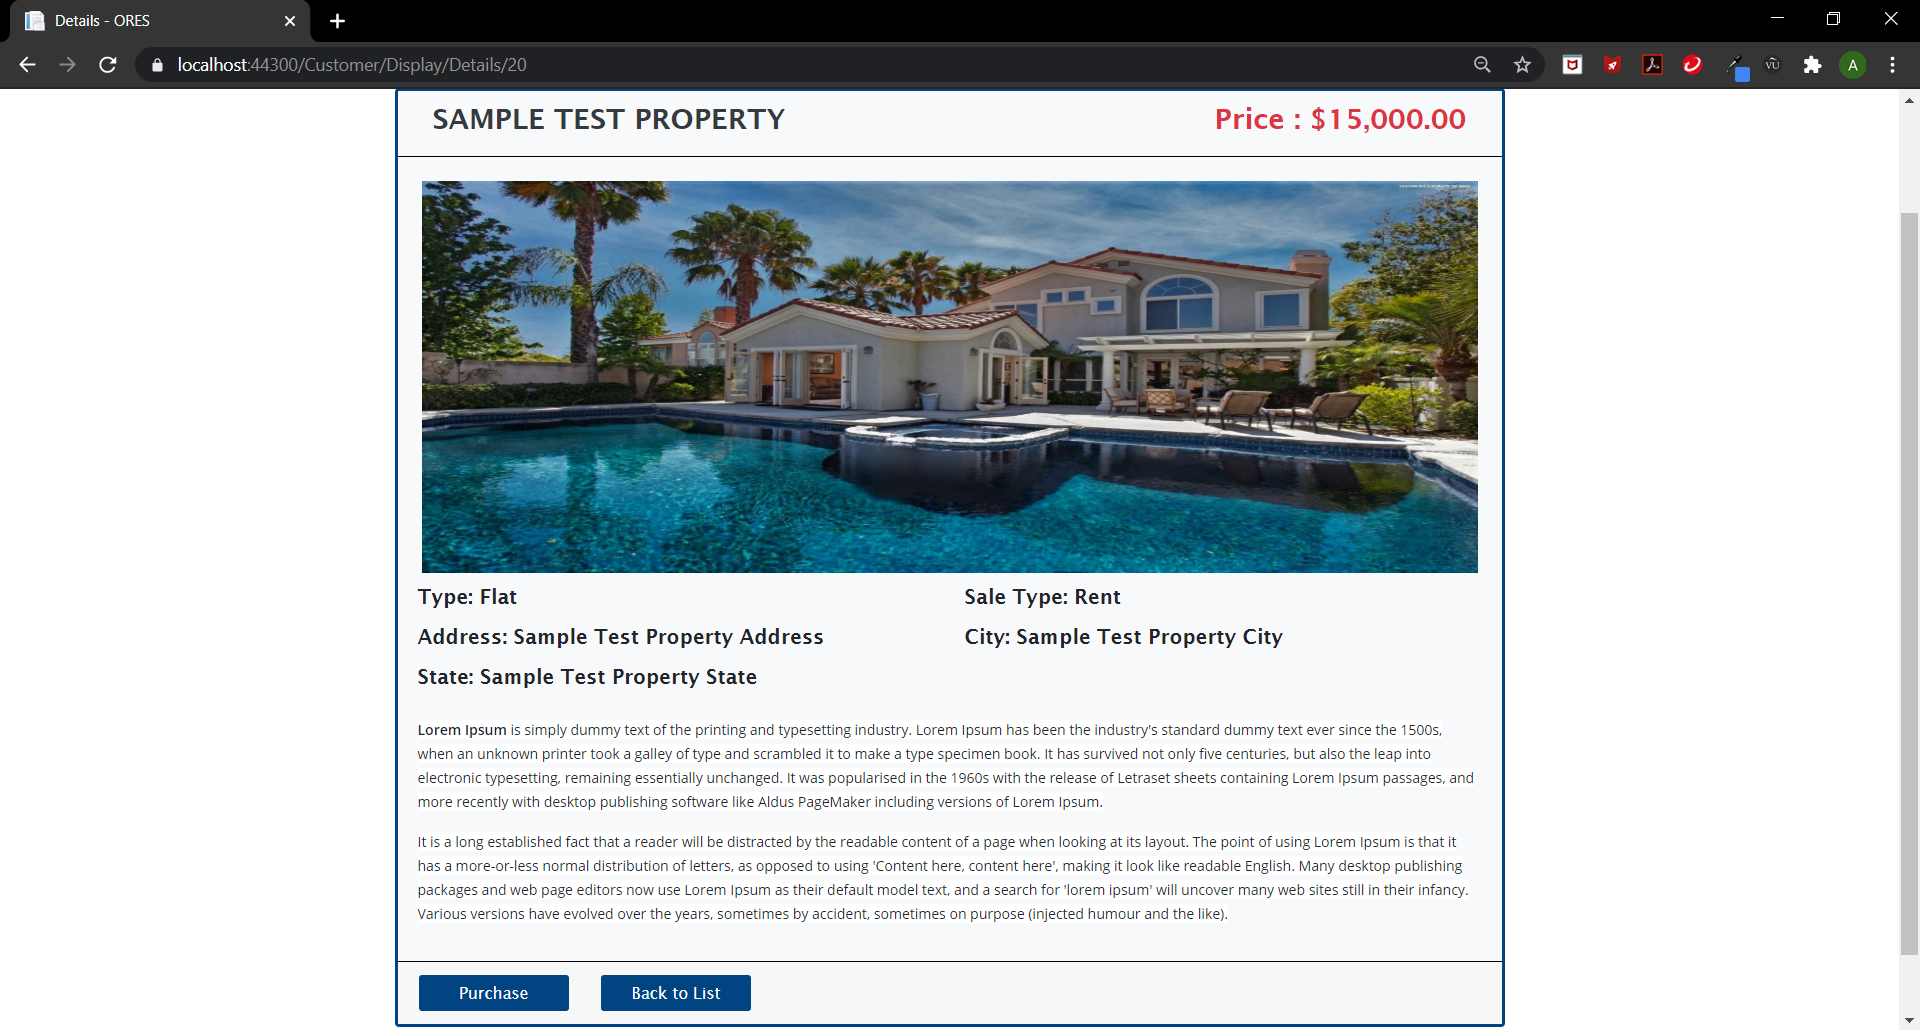 Details - ORES
localhost:44300/Customer/Display/Details/20
A
SAMPLE TEST PROPERTY
Price : $15,000.00
Type: Flat
Sale Type: Rent
Address: Sample Test Property Address
City: Sample Test Property City
State: Sample Test Property State
Lorem Ipsum is simply dummy text of the printing and typesetting industry. Lorem Ipsum has been the industry's standard dummy text ever since the 1500s,
when an unknown printer took a galley of type and scrambled it to make a type specimen book. It has survived not only five centuries, but also the leap into
electronic typesetting, remaining essentially unchanged. It was popularised in the 1960s with the release of Letraset sheets containing Lorem Ipsum passages, and
more recently with desktop publishing software like Aldus PageMaker including versions of Lorem Ipsum.
It is a long established fact that a reader will be distracted by the readable content of a page when looking at its layout. The point of using Lorem Ipsum is that it
has a more-or-less normal distribution of letters, as opposed to using 'Content here, content here', making it look like readable English. Many desktop publishing
packages and web page editors now use Lorem Ipsum as their default model text, and a search for 'lorem ipsum' will uncover many web sites still in their infancy.
Various versions have evolved over the years, sometimes by accident, sometimes on purpose (injected humour and the like).
Purchase
Back to List